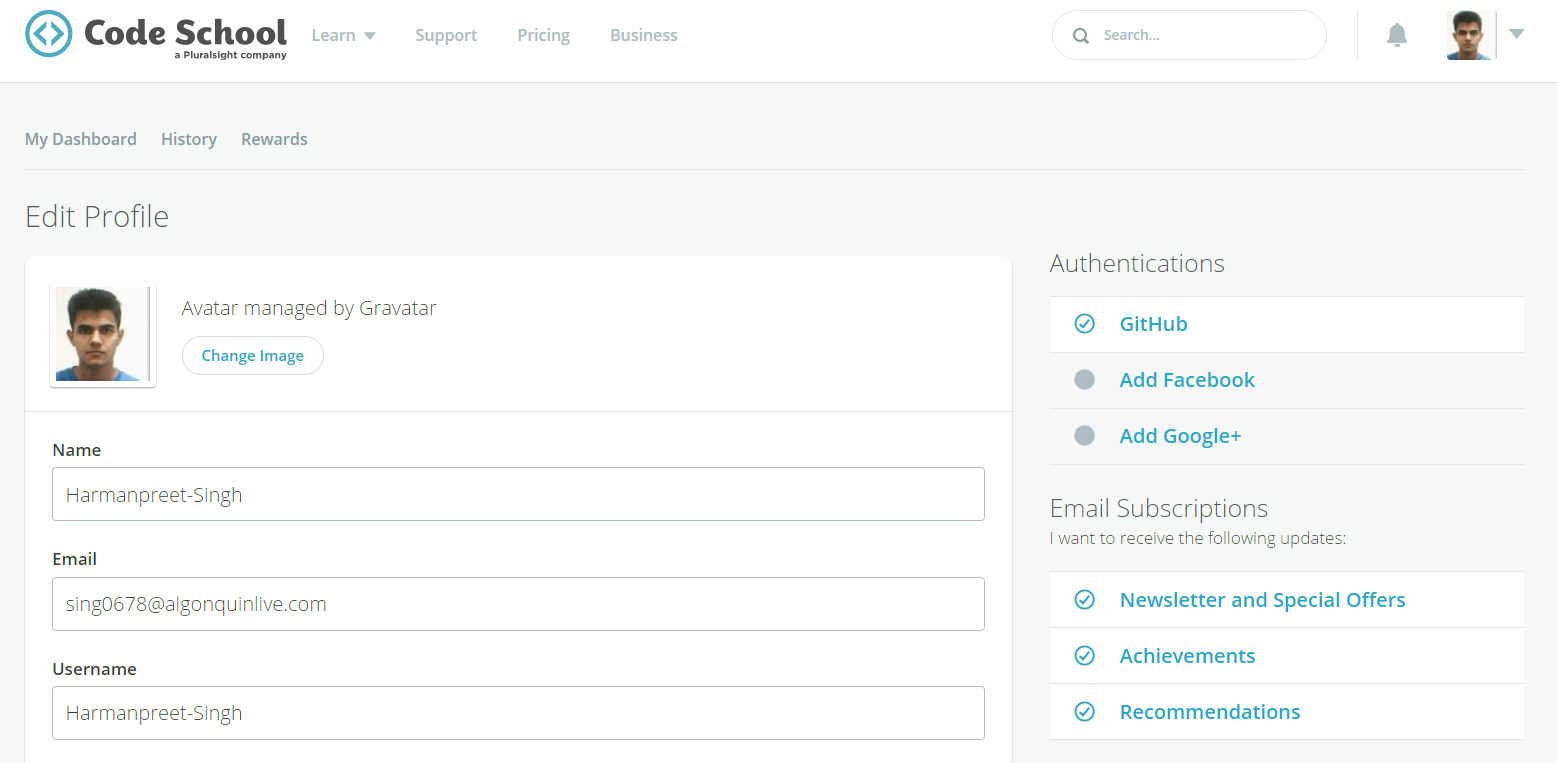 Code School
a Pluralsight company
Learn
Support
Pricing
Business
Search...
My Dashboard
History
Rewards
Edit Profile
Avatar managed by Gravatar
Change Image
Name
Harmanpreet-Singh
Email
sing0678@algonquinlive.com
Username
Harmanpreet-Singh
Authentications
GitHub
Add Facebook
Add Google+
Email Subscriptions
I want to receive the following updates:
Newsletter and Special Offers
Achievements
Recommendations